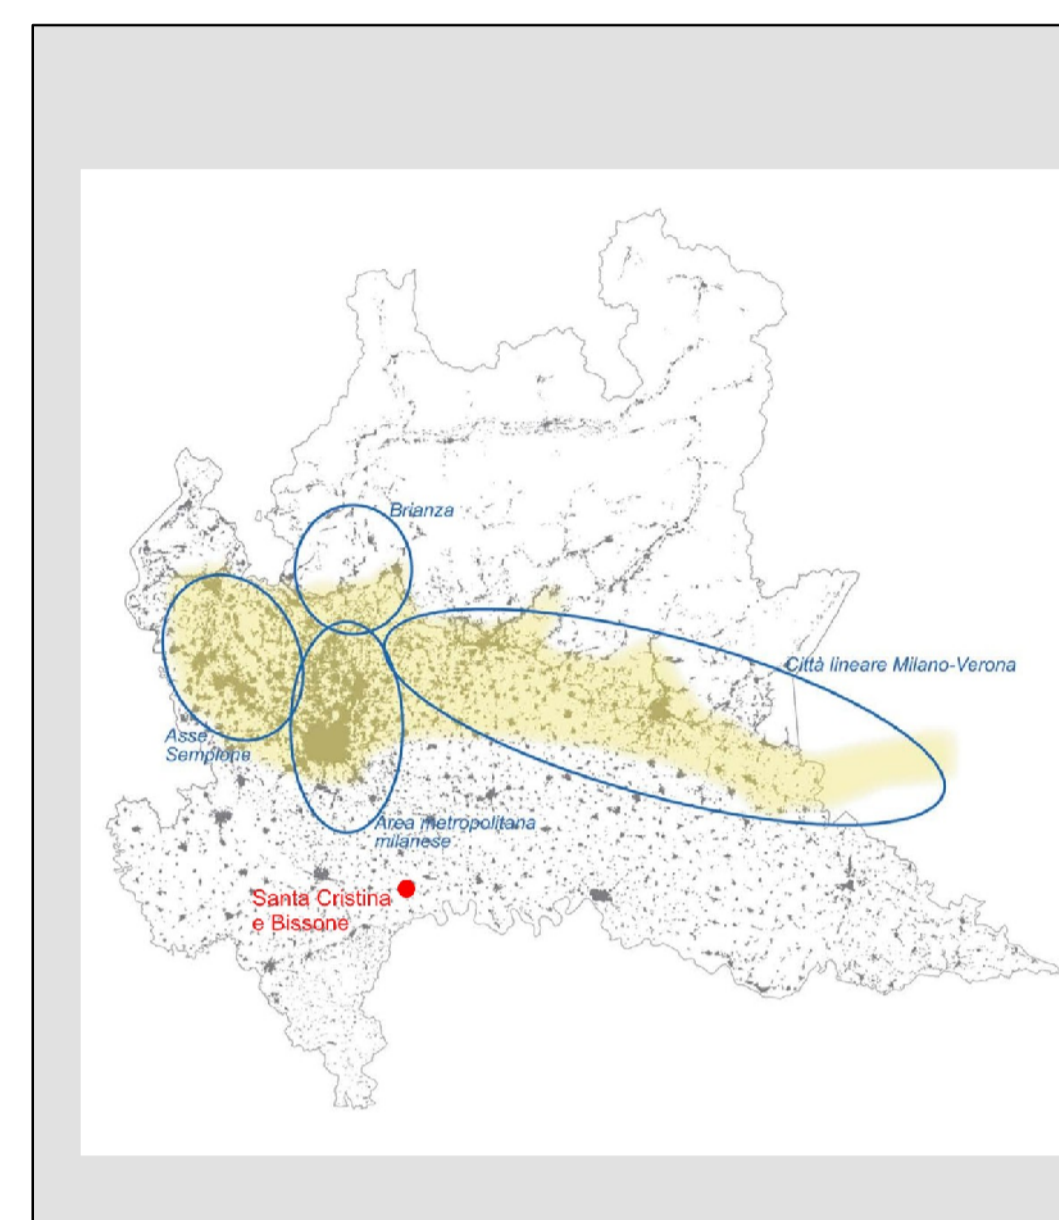 Brianza
Città lineare Milano-Verona
Asse
Sempione
Area metropolitana
milanese
Santa Cristina
e Bissone